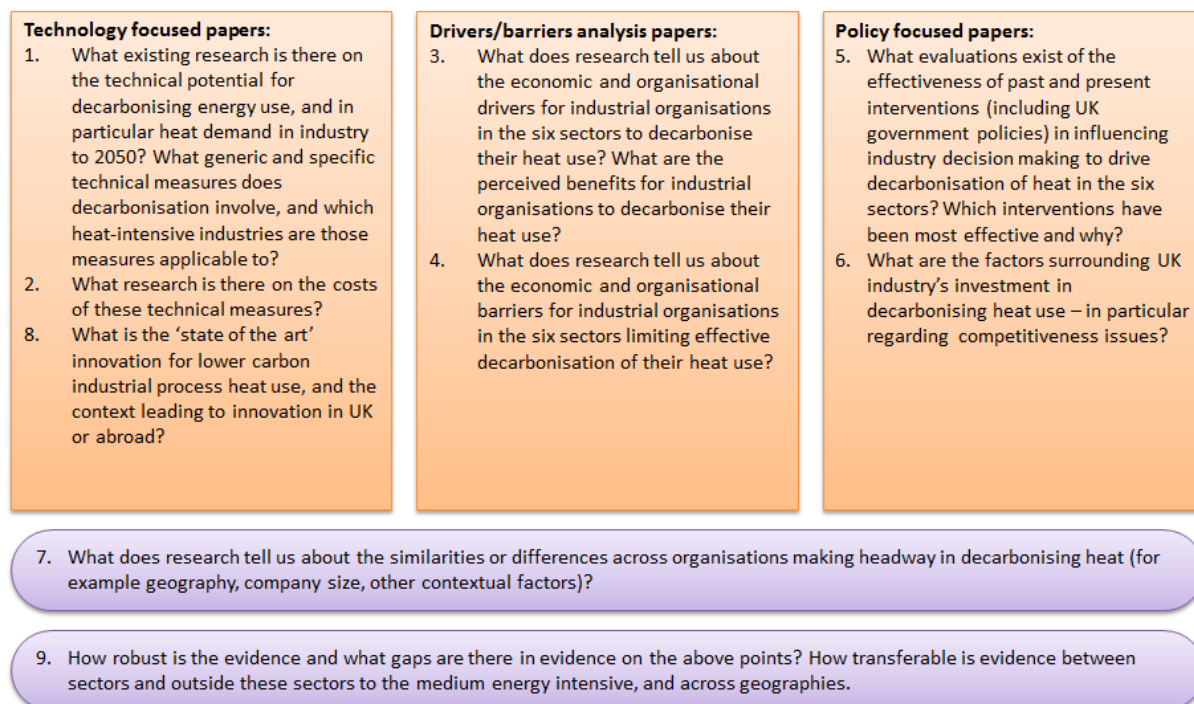 Technology focused papers:
1. What existing research is there on
the technical potential for
decarbonising energy use, and in
particular heat demand in industry
to 2050? What generic and specific
technical measures does
decarbonisation involve, and which
heat-intensive industries are those
measures applicable to?
2. What research is there on the costs
of these technical measures?
8. What is the ‘state of the art’
innovation for lower carbon
industrial process heat use, and the
context leading to innovation in UK
or abroad?
Drivers/barriers analysis papers:
3. What does research tell us about
the economic and organisational
drivers for industrial organisations
in the six sectors to decarbonise
their heat use? What are the
perceived benefits for industrial
organisations to decarbonise their
heat use?
4. What does research tell us about
the economic and organisational
barriers for industrial organisations
in the six sectors limiting effective
decarbonisation of their heat use?
Policy focused papers:
5. What evaluations exist of the
effectiveness of past and present
interventions (including UK
government policies) in influencing
industry decision making to drive
decarbonisation of heat in the six
sectors? Which interventions have
been most effective and why?
6. What are the factors surrounding UK
industry’s investment in
decarbonising heat use – in particular
regarding competitiveness issues?
7. What does research tell us about the similarities or differences across organisations making headway in decarbonising heat (for
example geography, company size, other contextual factors)?
9. How robust is the evidence and what gaps are there in evidence on the above points? How transferable is evidence between
sectors and outside these sectors to the medium energy intensive, and across geographies.